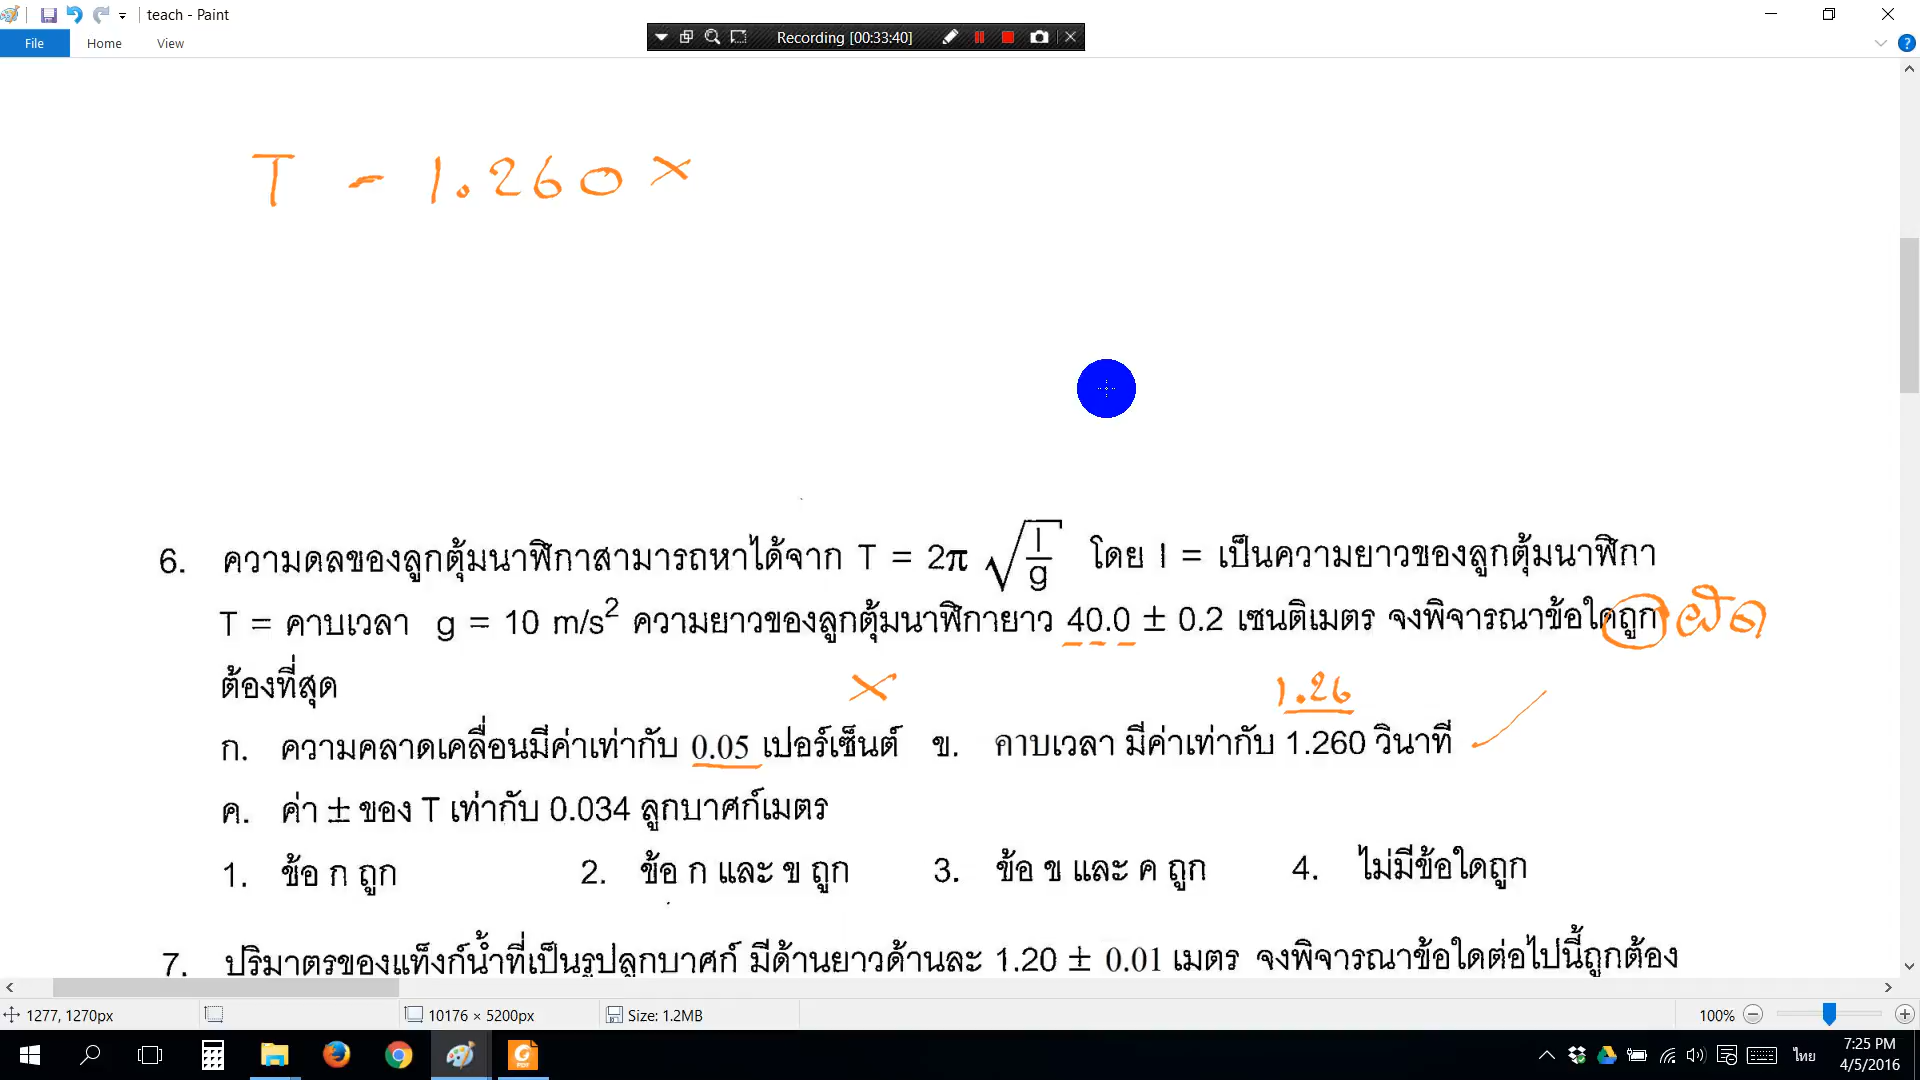 teach - Paint
Recording [00:33:40]
File Home View
T - 1.260 ×
6. ความดลของลูกตุ้มนาฬิกาสามารถหาได้จาก T = 2π √(l/g) โดย l = เป็นความยาวของลูกตุ้มนาฬิกา
T = คาบเวลา g = 10 m/s² ความยาวของลูกตุ้มนาฬิกายาว 40.0 ± 0.2 เซนติเมตร จงพิจารณาข้อใดถูก
ต้องที่สุด
1.26
ก. ความคลาดเคลื่อนมีค่าเท่ากับ 0.05 เปอร์เซ็นต์ ข. คาบเวลา มีค่าเท่ากับ 1.260 วินาที
ค. ค่า ± ของ T เท่ากับ 0.034 ลูกบาศก์เมตร
1. ข้อ ก ถูก 2. ข้อ ก และ ข ถูก 3. ข้อ ข และ ค ถูก 4. ไม่มีข้อใดถูก
7. ปริมาตรของแท็งก์น้ำที่เป็นรูปลูกบาศก์ มีด้านยาวด้านละ 1.20 ± 0.01 เมตร จงพิจารณาข้อใดต่อไปนี้ถูกต้อง
1277, 1270px 10176 × 5200px Size: 1.2MB 100%
ไทย 7:25 PM
4/5/2016